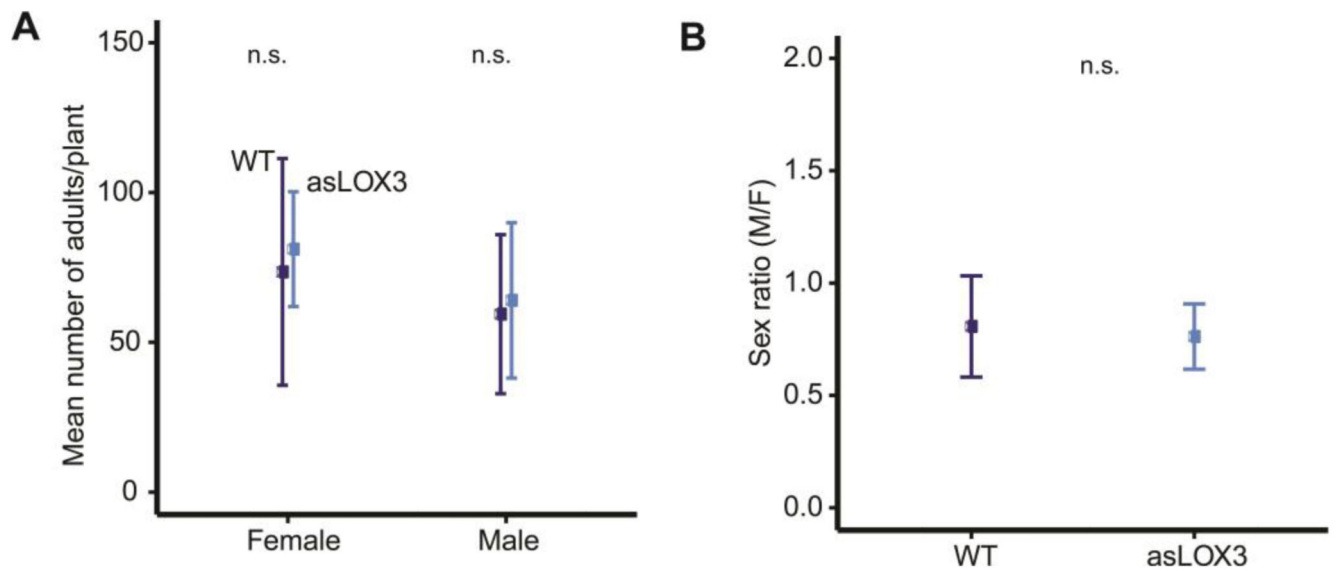 A
Mean number of adults/plant
150
100
50
0
n.s.
n.s.
WT
asLOX3
Female
Male
B
Sex ratio (M/F)
2.0
1.5
1.0
0.5
0.0
n.s.
WT
asLOX3